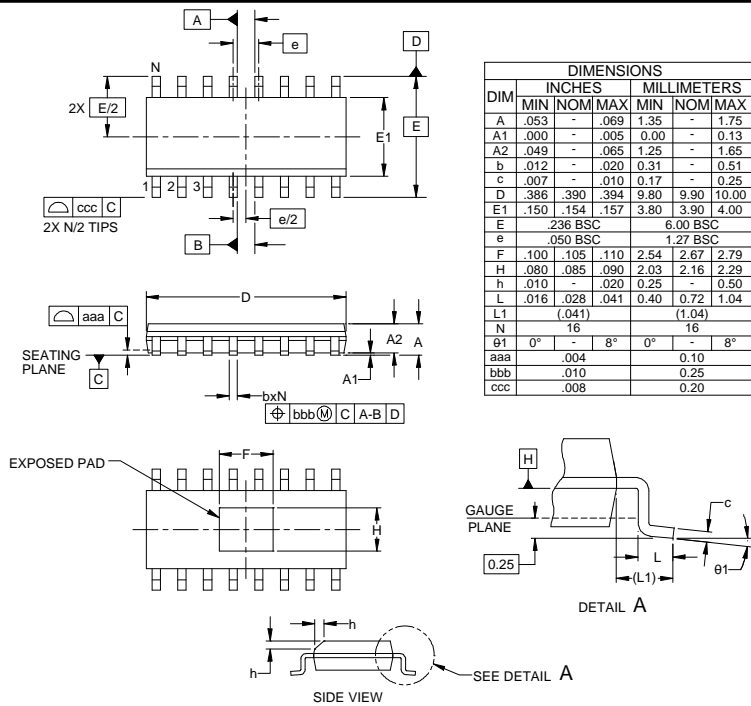 A
e
D
N
2X E/2
E1
E
1 2 3
ccc C
2X N/2 TIPS
e/2
B
D
aaa C
A2 A
SEATING
PLANE
C
A1
bxN
bbb Ⓜ C A-B D
DIMENSIONS
DIM INCHES MILLIMETERS
MIN NOM MAX MIN NOM MAX
A .053 - .069 1.35 - 1.75
A1 .000 - .005 0.00 - 0.13
A2 .049 - .065 1.25 - 1.65
b .012 - .020 0.31 - 0.51
c .007 - .010 0.17 - 0.25
D .386 .390 .394 9.80 9.90 10.00
E1 .150 .154 .157 3.80 3.90 4.00
E .236 BSC 6.00 BSC
e .050 BSC 1.27 BSC
F .100 .105 .110 2.54 2.67 2.79
H .080 .085 .090 2.03 2.16 2.29
h .010 - .020 0.25 - 0.50
L .016 .028 .041 0.40 0.72 1.04
L1 (.041) (1.04)
N 16 16
θ1 0° - 8° 0° - 8°
aaa .004 0.10
bbb .010 0.25
ccc .008 0.20
EXPOSED PAD
F
H
H
GAUGE
PLANE
0.25
c
L
(L1)
θ1
DETAIL A
h
h
SEE DETAIL A
SIDE VIEW